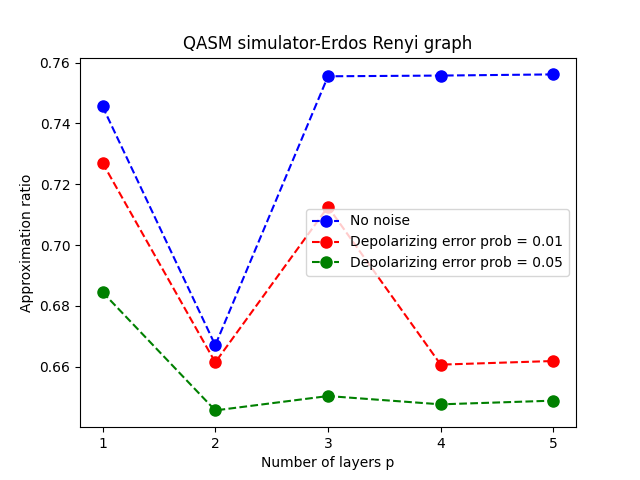 QASM simulator-Erdos Renyi graph
0.76
0.74
0.72
0.70
0.68
0.66
Approximation ratio
No noise
Depolarizing error prob = 0.01
Depolarizing error prob = 0.05
1 2 3 4 5
Number of layers p